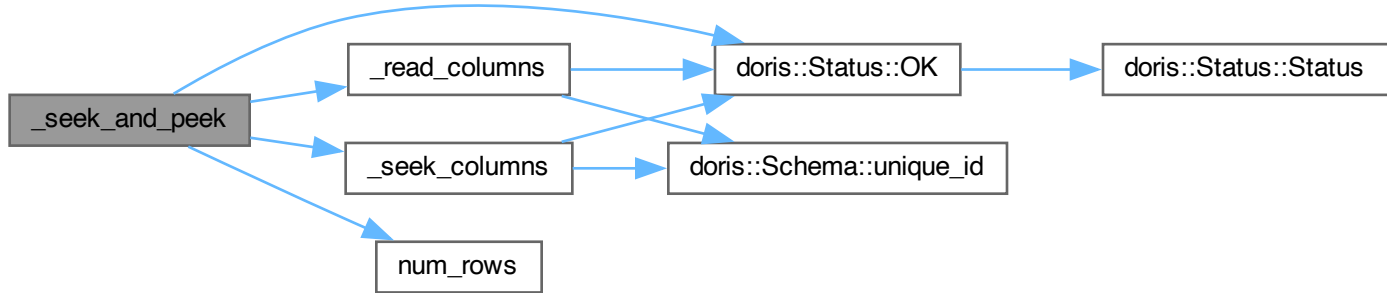 _seek_and_peek
_read_columns
_seek_columns
num_rows
doris::Status::OK
doris::Schema::unique_id
doris::Status::Status